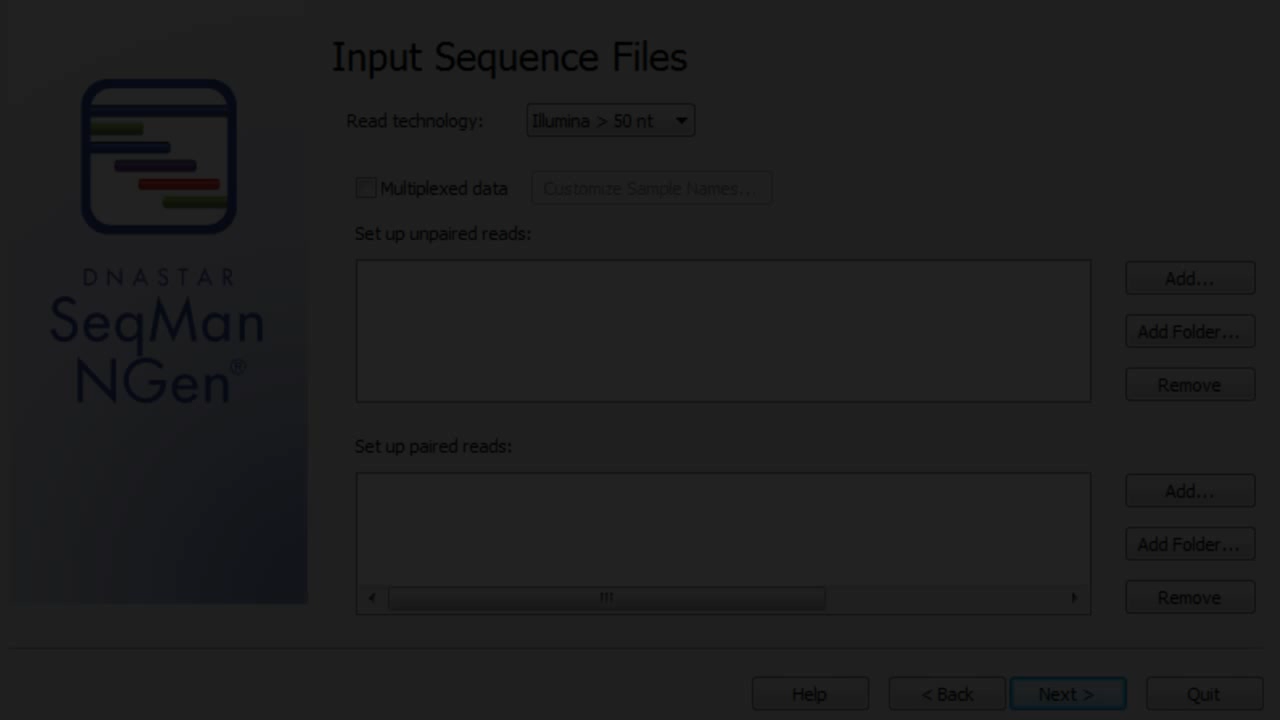 Input Sequence Files
Read technology: Illumina > 50 nt
Multiplexed data Customize Sample Names...
Set up unpaired reads:
Add...
Add Folder...
Remove
DNASTAR
SeqMan
NGen®
Set up paired reads:
Add...
Add Folder...
Remove
Help < Back Next > Quit